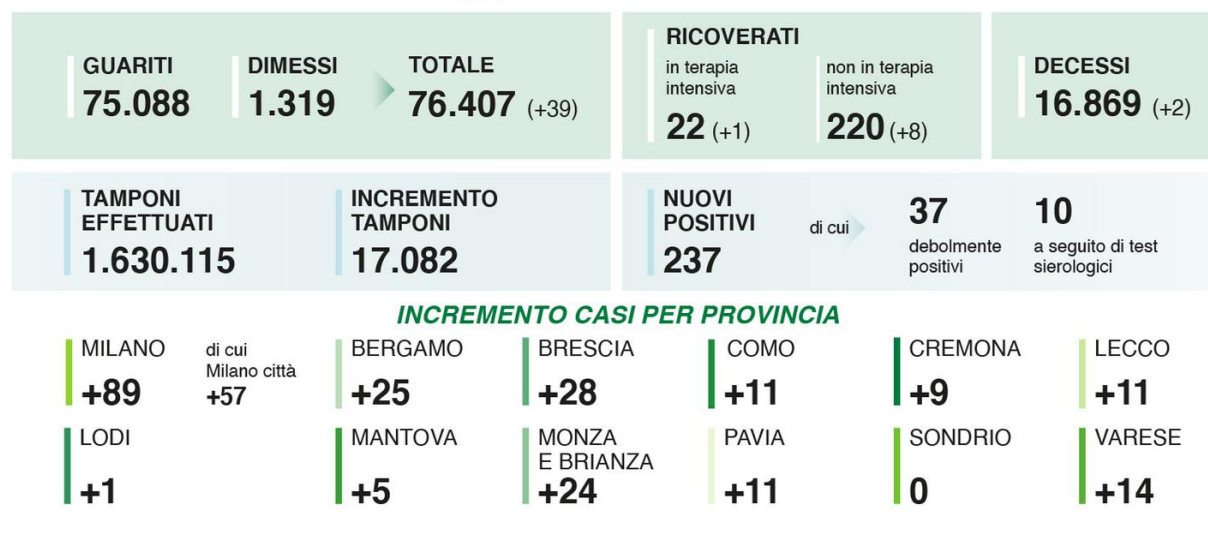 GUARITI
75.088
DIMESSI
1.319
TOTALE
76.407 (+39)
RICOVERATI
in terapia
intensiva
22 (+1)
non in terapia
intensiva
220 (+8)
DECESSI
16.869 (+2)
TAMPONI
EFFETTUATI
1.630.115
INCREMENTO
TAMPONI
17.082
NUOVI
POSITIVI
237
di cui
37
debolmente
positivi
10
a seguito di test
sierologici
INCREMENTO CASI PER PROVINCIA
MILANO
+89
di cui
Milano città
+57
BERGAMO
+25
BRESCIA
+28
COMO
+11
CREMONA
+9
LECCO
+11
LODI
+1
MANTOVA
+5
MONZA
E BRIANZA
+24
PAVIA
+11
SONDRIO
0
VARESE
+14